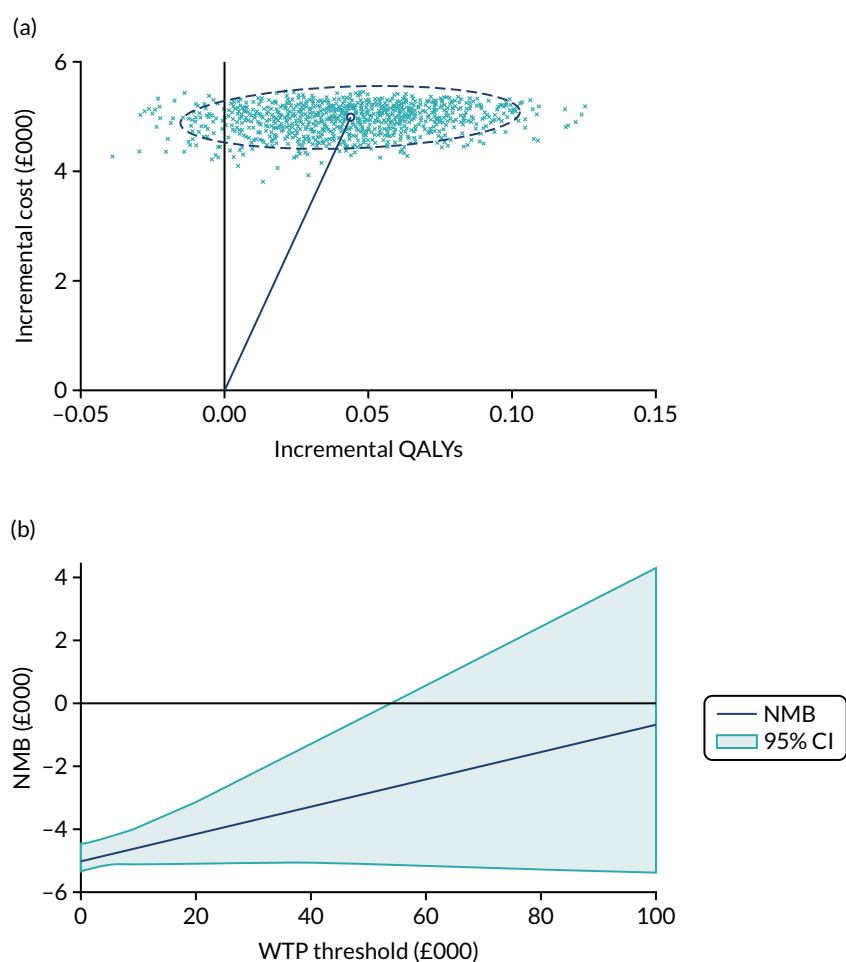 (a)
6
4
2
0
Incremental cost (£000)
−0.05
0.00
0.05
0.10
0.15
Incremental QALYs
(b)
4
2
0
−2
−4
−6
NMB (£000)
0
20
40
60
80
100
WTP threshold (£000)
NMB
95% CI